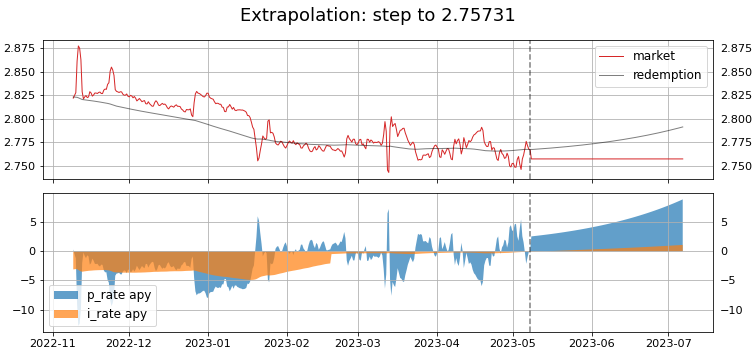 Extrapolation: step to 2.75731
2.875 2.875
2.850 2.850
2.825 2.825
2.800 2.800
2.775 2.775
2.750 2.750
market
redemption
5 5
0 0
−5 −5
−10 −10
p_rate apy
i_rate apy
2022-11 2022-12 2023-01 2023-02 2023-03 2023-04 2023-05 2023-06 2023-07